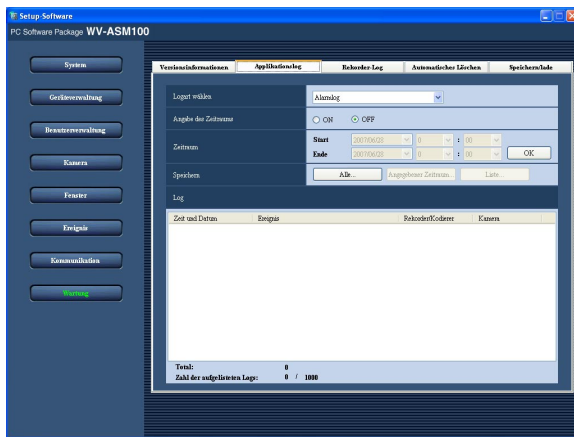 Setup-Software
PC Software Package WV-ASM100
System
Geräteverwaltung
Benutzerverwaltung
Kamera
Fenster
Ereignis
Kommunikation
Wartung
Versionsinformationen Applikationslog Rekorder-Log Automatisches Löschen Speichern/lade
Logart wählen Alarmlog
Angabe des Zeitraums ON OFF
Zeitraum
Start 2007/06/28 0 : 00
Ende 2007/06/28 0 : 00 OK
Speichern Alle... Angegebener Zeitraum... Liste...
Log
Zeit und Datum Ereignis Rekorder/Kodierer Kamera
Total: 0
Zahl der aufgelisteten Logs: 0 / 1000